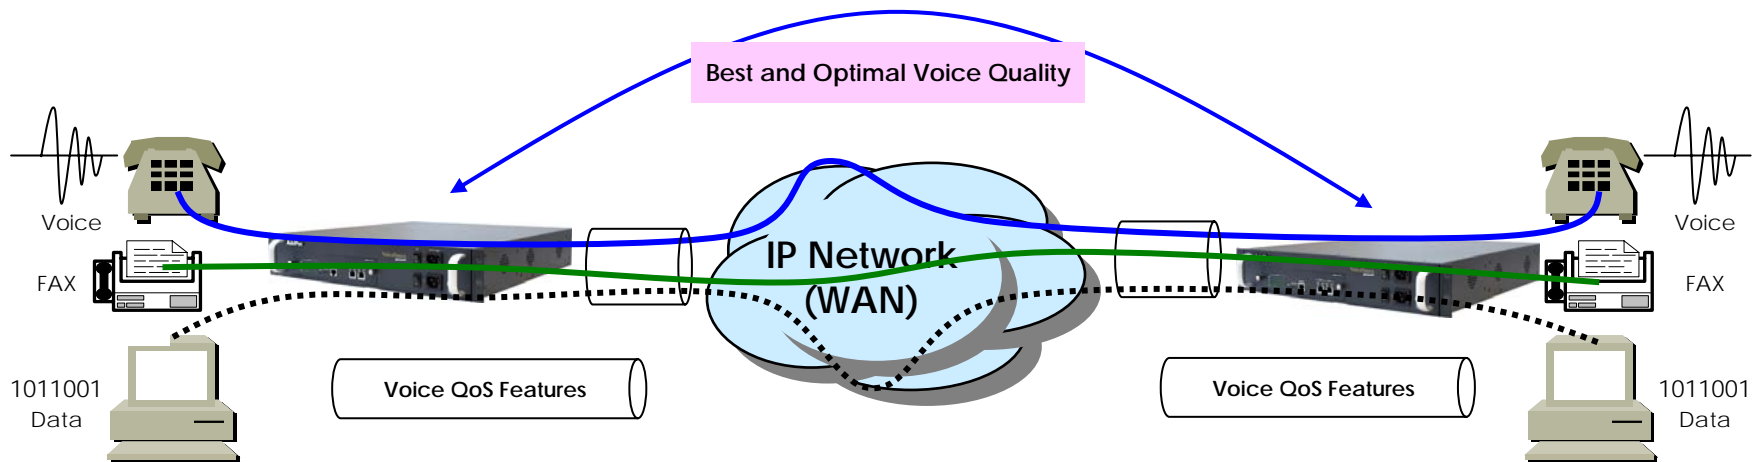 Best and Optimal Voice Quality
Voice
FAX
1011001
Data
IP Network
(WAN)
Voice QoS Features
Voice QoS Features
Voice
FAX
1011001
Data